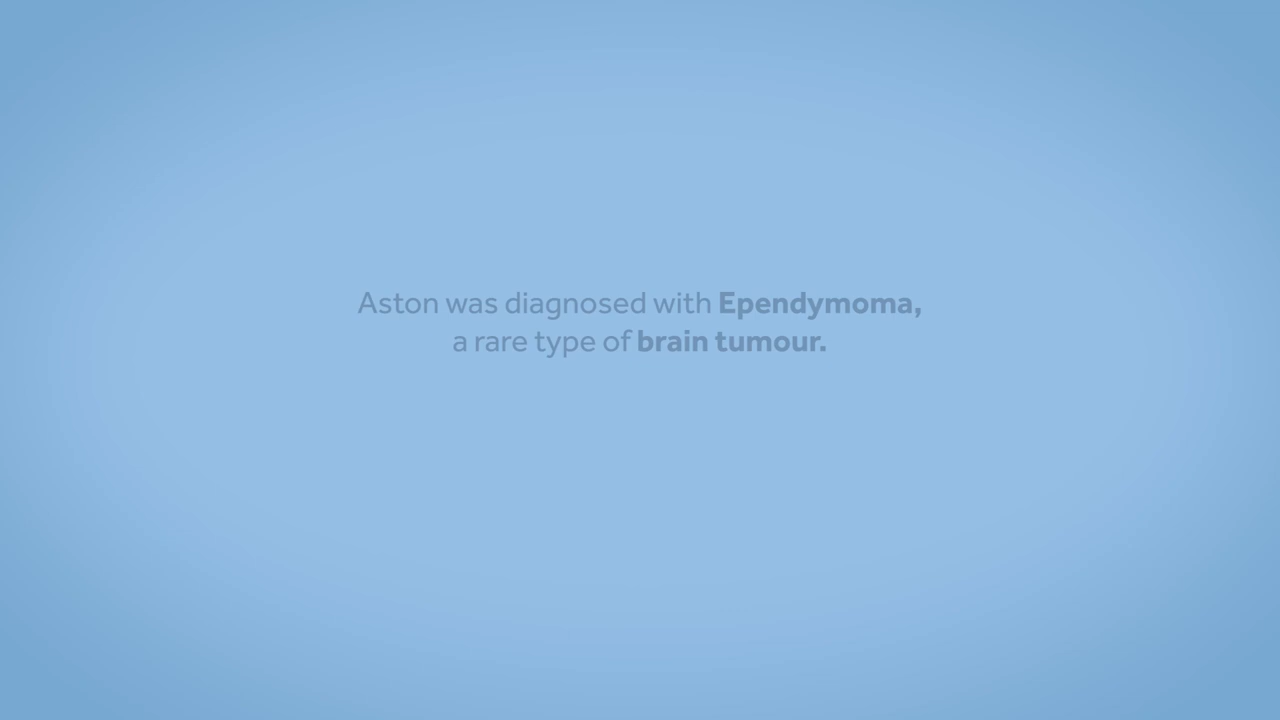 Aston was diagnosed with Ependymoma,
a rare type of brain tumour.